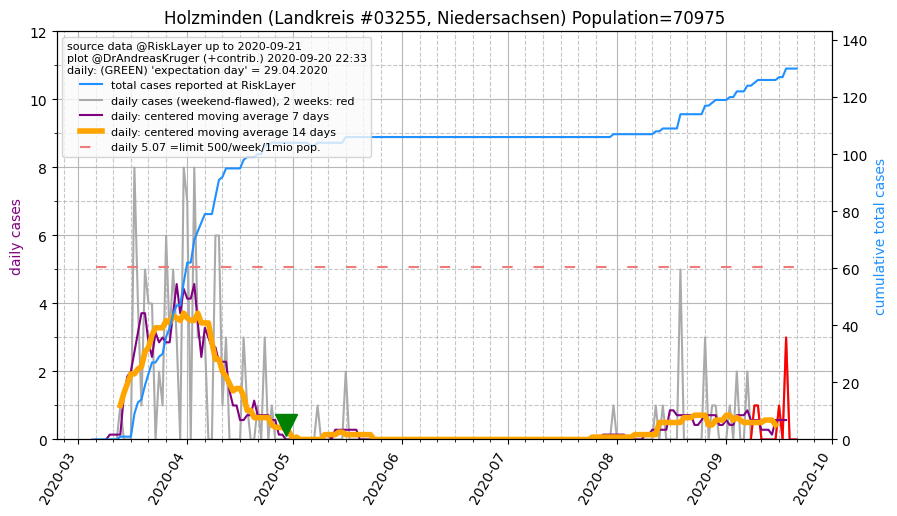 Holzminden (Landkreis #03255, Niedersachsen) Population=70975
source data @RiskLayer up to 2020-09-21
plot @DrAndreasKruger (+contrib.) 2020-09-20 22:33
daily: (GREEN) 'expectation day' = 29.04.2020
total cases reported at RiskLayer
daily cases (weekend-flawed), 2 weeks: red
daily: centered moving average 7 days
daily: centered moving average 14 days
daily 5.07 =limit 500/week/1mio pop.
daily cases
12
10
8
6
4
2
0
140
120
100
80
60
40
20
0
cumulative total cases
2020-03
2020-04
2020-05
2020-06
2020-07
2020-08
2020-09
2020-10